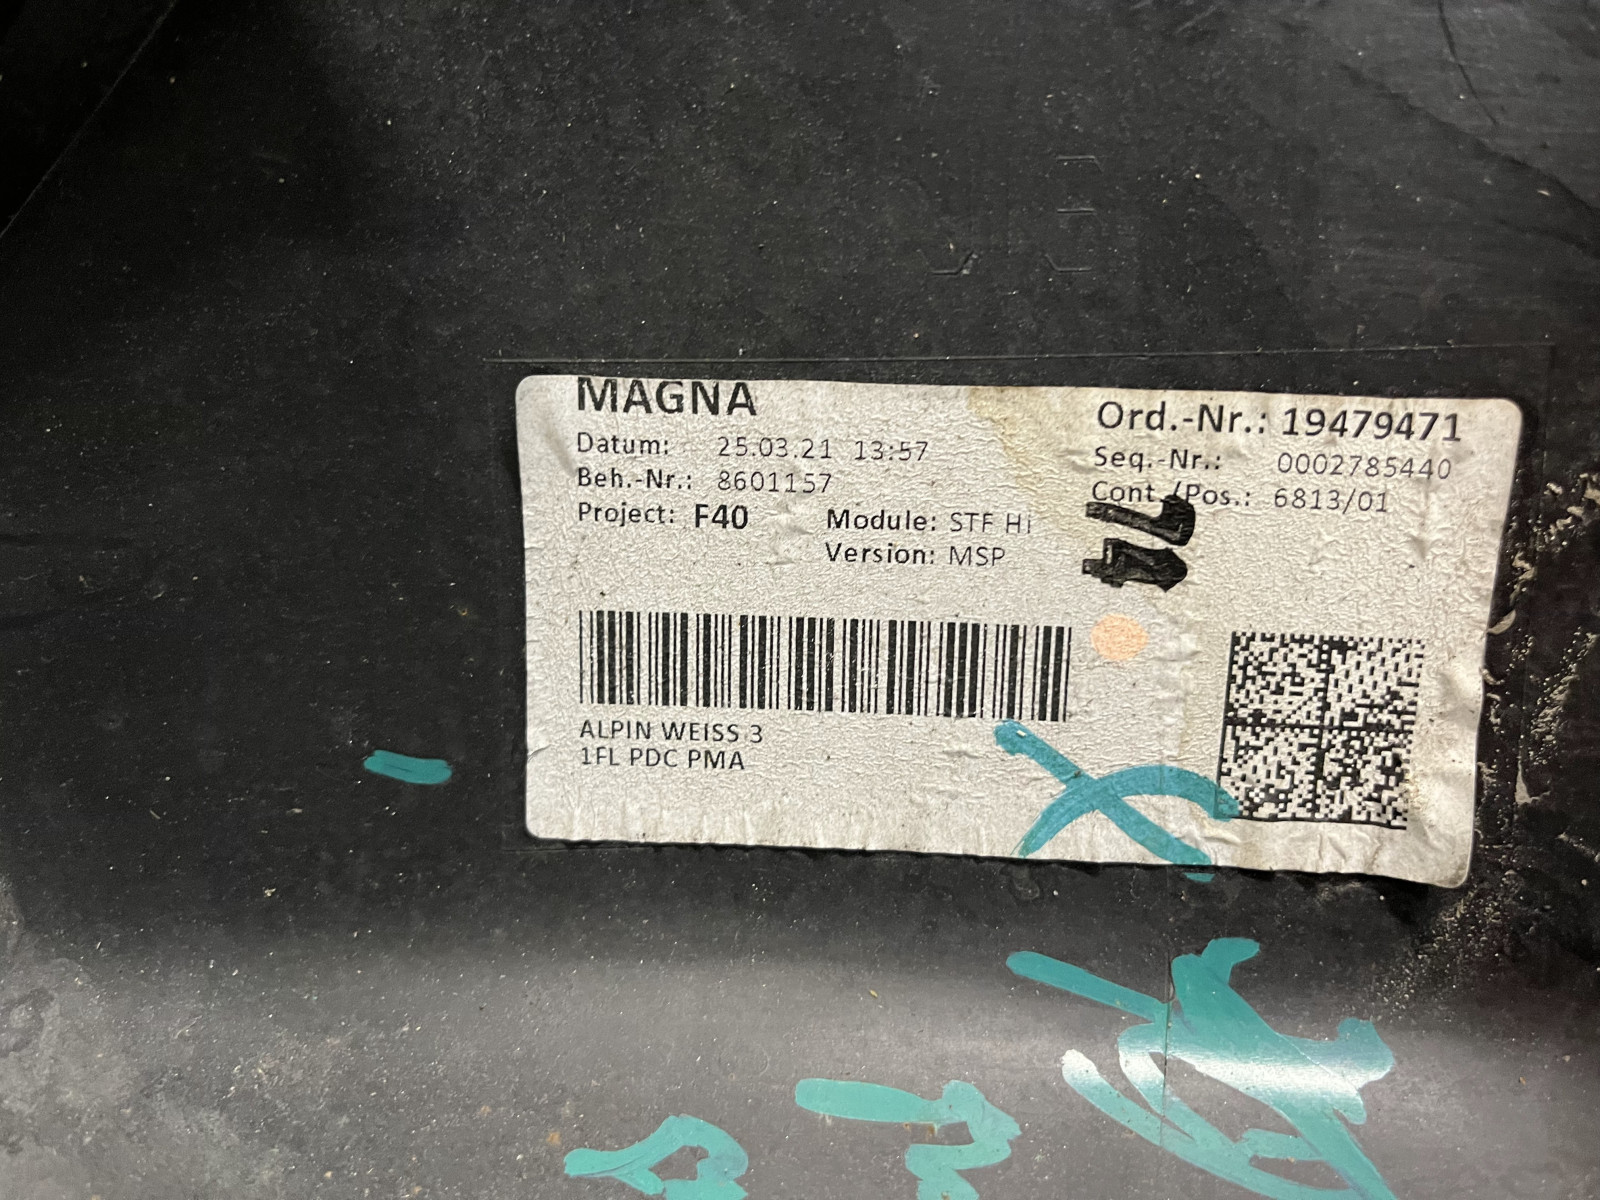 MAGNA
Datum: 25.03.21 13:57
Beh.-Nr.: 8601157
Project: F40
Module: STF Hi
Version: MSP
Ord.-Nr.: 19479471
Seq.-Nr.: 0002785440
Cont./Pos.: 6813/01
ALPIN WEISS 3
1FL PDC PMA